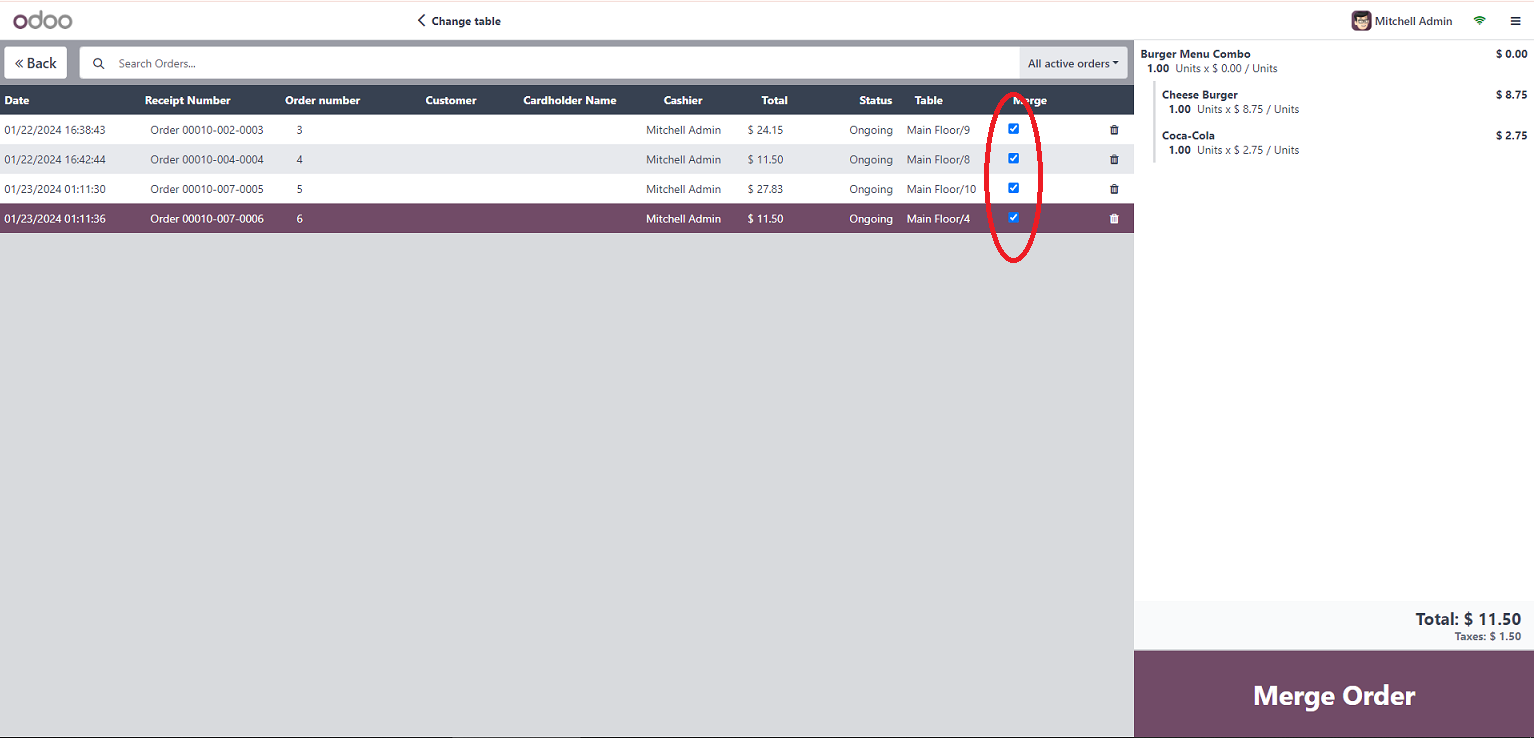 odoo
Change table
Mitchell Admin
« Back
Search Orders...
All active orders
Date Receipt Number Order number Customer Cardholder Name Cashier Total Status Table Merge
01/22/2024 16:38:43 Order 00010-002-0003 3 Mitchell Admin $ 24.15 Ongoing Main Floor/9
01/22/2024 16:42:44 Order 00010-004-0004 4 Mitchell Admin $ 11.50 Ongoing Main Floor/8
01/23/2024 01:11:30 Order 00010-007-0005 5 Mitchell Admin $ 27.83 Ongoing Main Floor/10
01/23/2024 01:11:36 Order 00010-007-0006 6 Mitchell Admin $ 11.50 Ongoing Main Floor/4
Burger Menu Combo $ 0.00
1.00 Units x $ 0.00 / Units
Cheese Burger $ 8.75
1.00 Units x $ 8.75 / Units
Coca-Cola $ 2.75
1.00 Units x $ 2.75 / Units
Total: $ 11.50
Taxes: $ 1.50
Merge Order